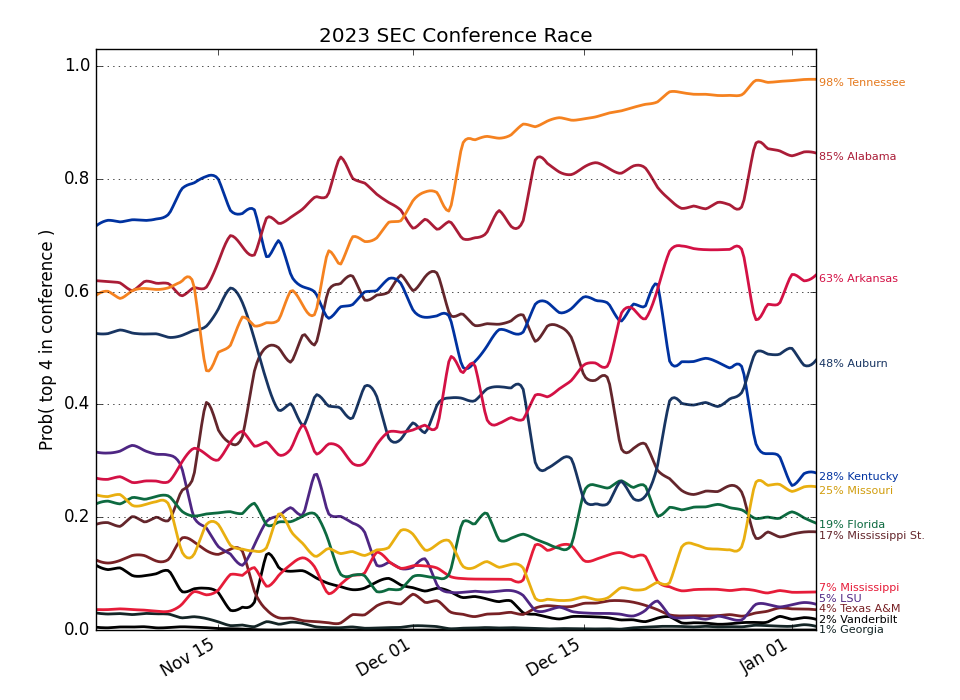 2023 SEC Conference Race
Prob( top 4 in conference )
1.0
0.8
0.6
0.4
0.2
0.0
Nov 15
Dec 01
Dec 15
Jan 01
98% Tennessee
85% Alabama
63% Arkansas
48% Auburn
28% Kentucky
25% Missouri
19% Florida
17% Mississippi St.
7% Mississippi
5% LSU
4% Texas A&M
2% Vanderbilt
1% Georgia